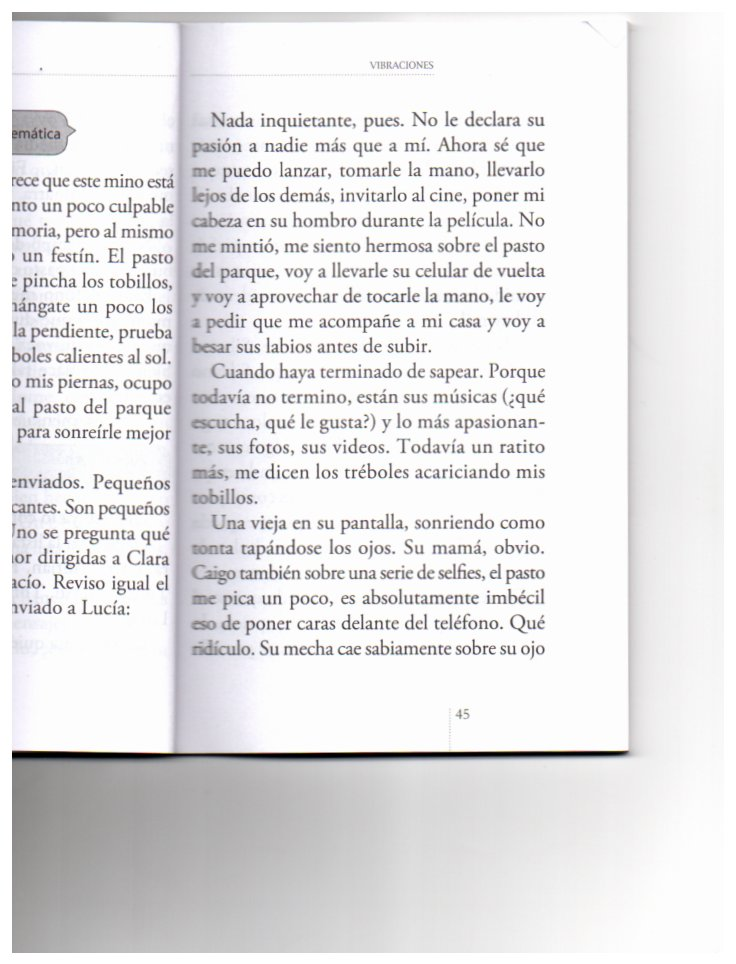 emática
rece que este mino está
nto un poco culpable
moria, pero al mismo
un festín. El pasto
e pincha los tobillos,
mángate un poco los
la pendiente, prueba
boles calientes al sol.
o mis piernas, ocupo
al pasto del parque
para sonreírle mejor
enviados. Pequeños
cantes. Son pequeños
Uno se pregunta qué
or dirigidas a Clara
acío. Reviso igual el
nviado a Lucía:
VIBRACIONES
Nada inquietante, pues. No le declara su
pasión a nadie más que a mí. Ahora sé que
me puedo lanzar, tomarle la mano, llevarlo
lejos de los demás, invitarlo al cine, poner mi
cabeza en su hombro durante la película. No
me mintió, me siento hermosa sobre el pasto
del parque, voy a llevarle su celular de vuelta
y voy a aprovechar de tocarle la mano, le voy
a pedir que me acompañe a mi casa y voy a
besar sus labios antes de subir.
Cuando haya terminado de sapear. Porque
todavía no termino, están sus músicas (¿qué
escucha, qué le gusta?) y lo más apasionan-
te, sus fotos, sus videos. Todavía un ratito
más, me dicen los tréboles acariciando mis
tobillos.
Una vieja en su pantalla, sonriendo como
tonta tapándose los ojos. Su mamá, obvio.
Caigo también sobre una serie de selfies, el pasto
me pica un poco, es absolutamente imbécil
eso de poner caras delante del teléfono. Qué
ridículo. Su mecha cae sabiamente sobre su ojo
45